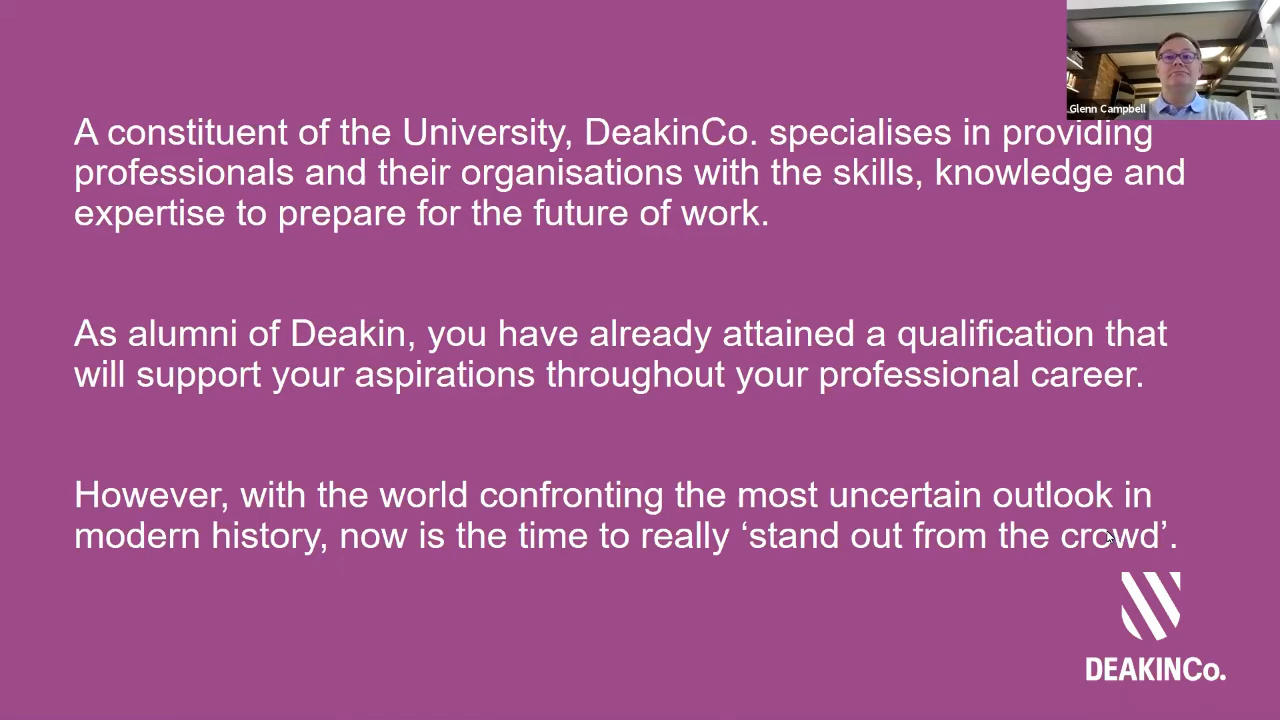 Glenn Campbell
A constituent of the University, DeakinCo. specialises in providing
professionals and their organisations with the skills, knowledge and
expertise to prepare for the future of work.
As alumni of Deakin, you have already attained a qualification that
will support your aspirations throughout your professional career.
However, with the world confronting the most uncertain outlook in
modern history, now is the time to really ‘stand out from the crowd’.
DEAKINCo.